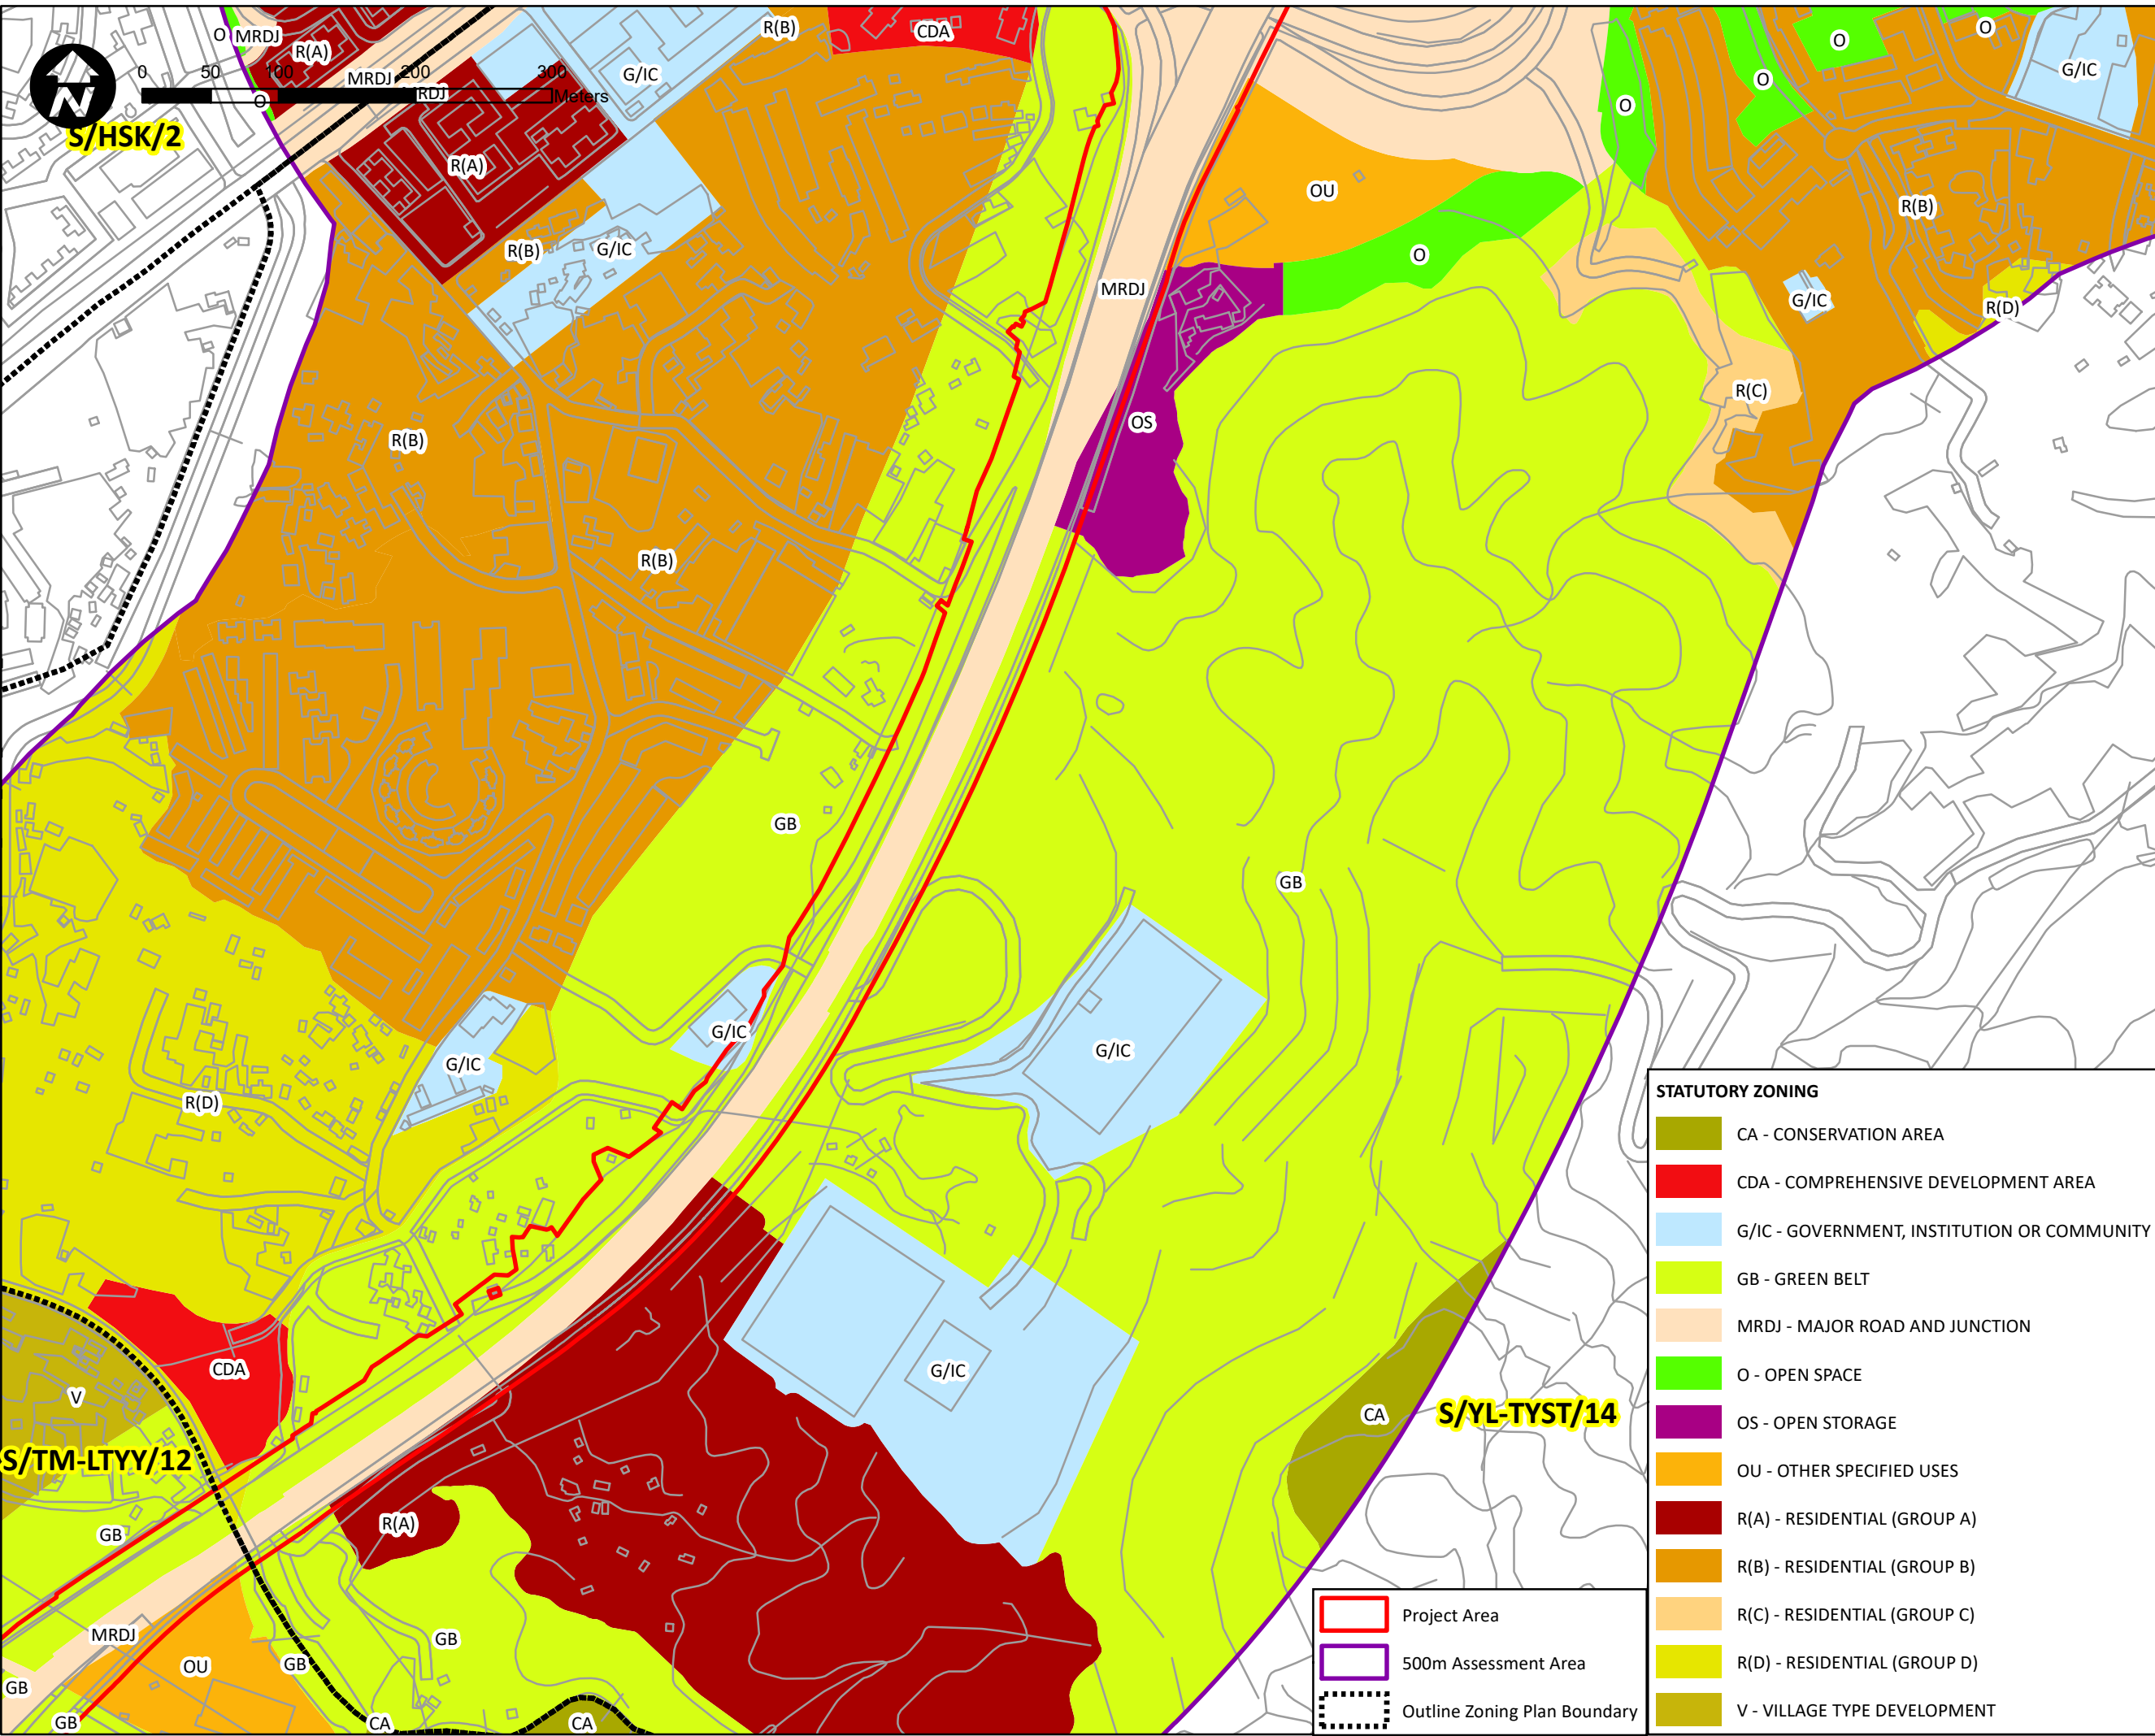 O
MRDJ
R(A)
R(B)
CDA
O
O
G/IC
0 50 100 200 300
Meters
MRDJ
MRDJ
G/IC
O
O
O
N
S/HSK/2
R(A)
OU
R(B)
R(B)
G/IC
O
MRDJ
G/IC
R(D)
R(C)
OS
R(B)
R(B)
GB
GB
G/IC
G/IC
G/IC
R(D)
CDA
G/IC
V
CA
S/YL-TYST/14
S/TM-LTYY/12
R(A)
GB
MRDJ
GB
OU
GB
GB
GB
CA
CA
STATUTORY ZONING
CA - CONSERVATION AREA
CDA - COMPREHENSIVE DEVELOPMENT AREA
G/IC - GOVERNMENT, INSTITUTION OR COMMUNITY
GB - GREEN BELT
MRDJ - MAJOR ROAD AND JUNCTION
O - OPEN SPACE
OS - OPEN STORAGE
OU - OTHER SPECIFIED USES
R(A) - RESIDENTIAL (GROUP A)
R(B) - RESIDENTIAL (GROUP B)
R(C) - RESIDENTIAL (GROUP C)
R(D) - RESIDENTIAL (GROUP D)
V - VILLAGE TYPE DEVELOPMENT
Project Area
500m Assessment Area
Outline Zoning Plan Boundary